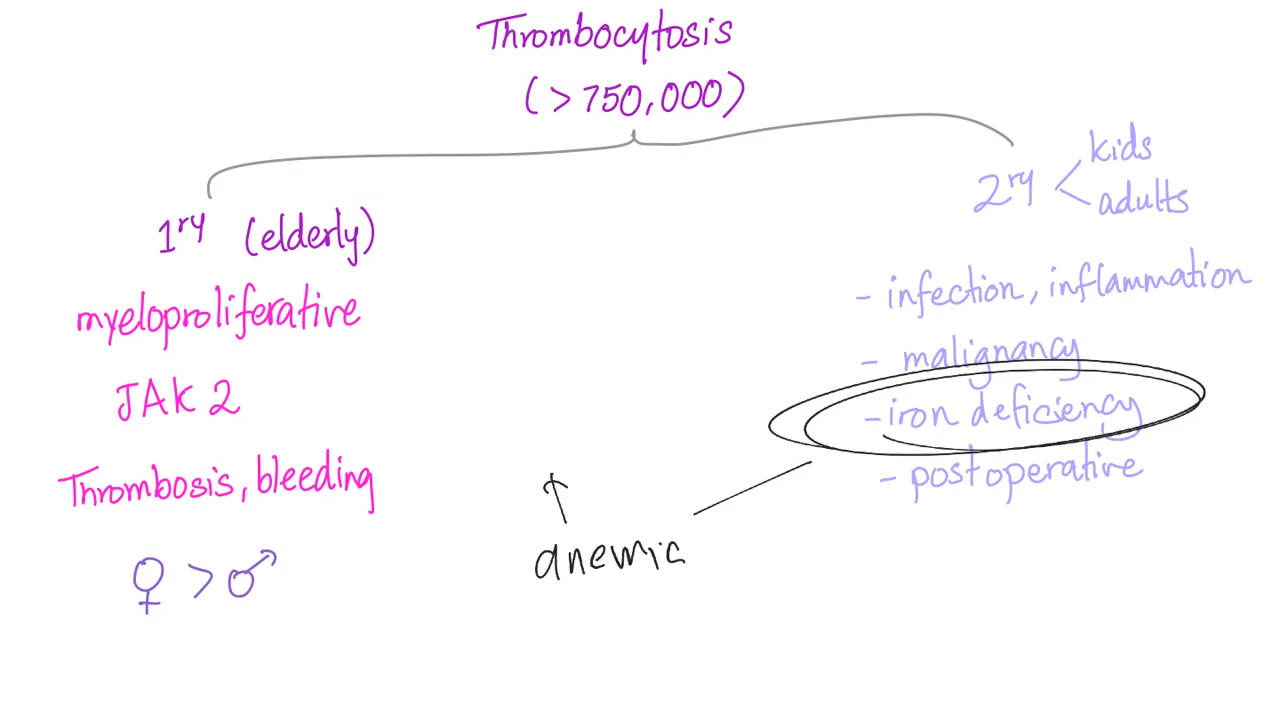 Thrombocytosis
(> 750,000)
1ry (elderly)
myeloproliferative
JAK 2
Thrombosis, bleeding
♀ > ♂
2ry < kids
adults
- infection, inflammation
- malignancy
- iron deficiency
- postoperative
↑
anemic